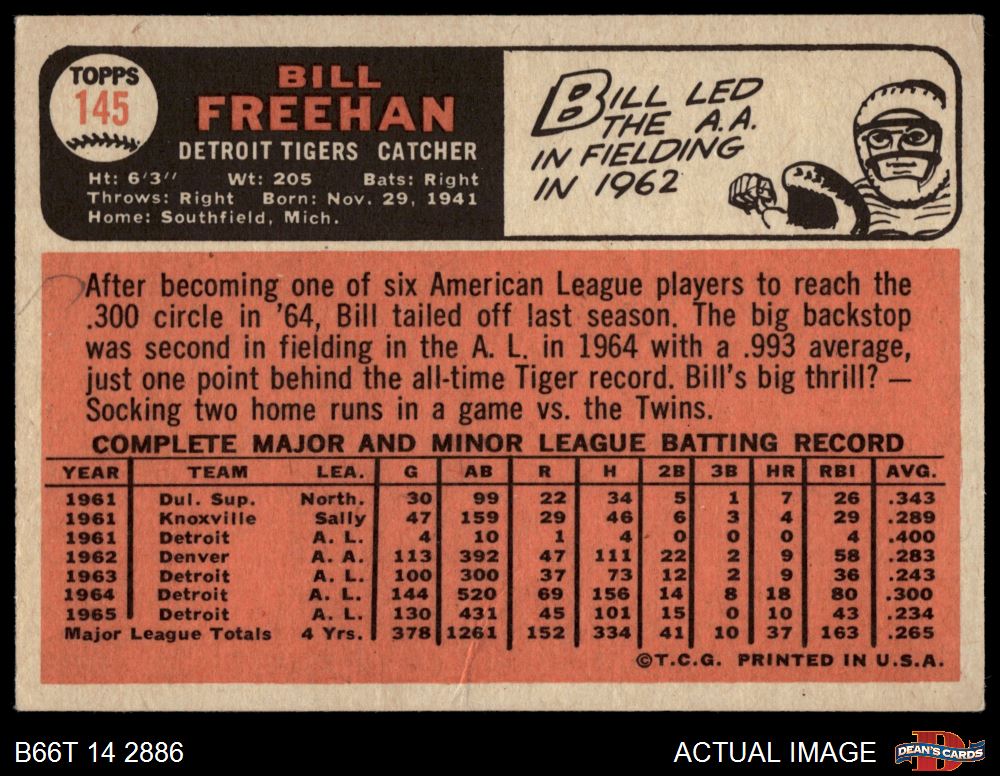 TOPPS
145
BILL
FREEHAN
DETROIT TIGERS CATCHER
Ht: 6'3" Wt: 205 Bats: Right
Throws: Right Born: Nov. 29, 1941
Home: Southfield, Mich.
BILL LED
THE A.A.
IN FIELDING
IN 1962
After becoming one of six American League players to reach the
.300 circle in '64, Bill tailed off last season. The big backstop
was second in fielding in the A. L. in 1964 with a .993 average,
just one point behind the all-time Tiger record. Bill's big thrill? —
Socking two home runs in a game vs. the Twins.
COMPLETE MAJOR AND MINOR LEAGUE BATTING RECORD
YEAR TEAM LEA. G AB R H 2B 3B HR RBI AVG.
1961 Dul. Sup. North. 30 99 22 34 5 1 7 26 .343
1961 Knoxville Sally 47 159 29 46 6 3 4 29 .289
1961 Detroit A. L. 4 10 1 4 0 0 0 4 .400
1962 Denver A. A. 113 392 47 111 22 2 9 58 .283
1963 Detroit A. L. 100 300 37 73 12 2 9 36 .243
1964 Detroit A. L. 144 520 69 156 14 8 18 80 .300
1965 Detroit A. L. 130 431 45 101 15 0 10 43 .234
Major League Totals 4 Yrs. 378 1261 152 334 41 10 37 163 .265
©T.C.G. PRINTED IN U.S.A.
B66T 14 2886
ACTUAL IMAGE
D
DEAN'S CARDS